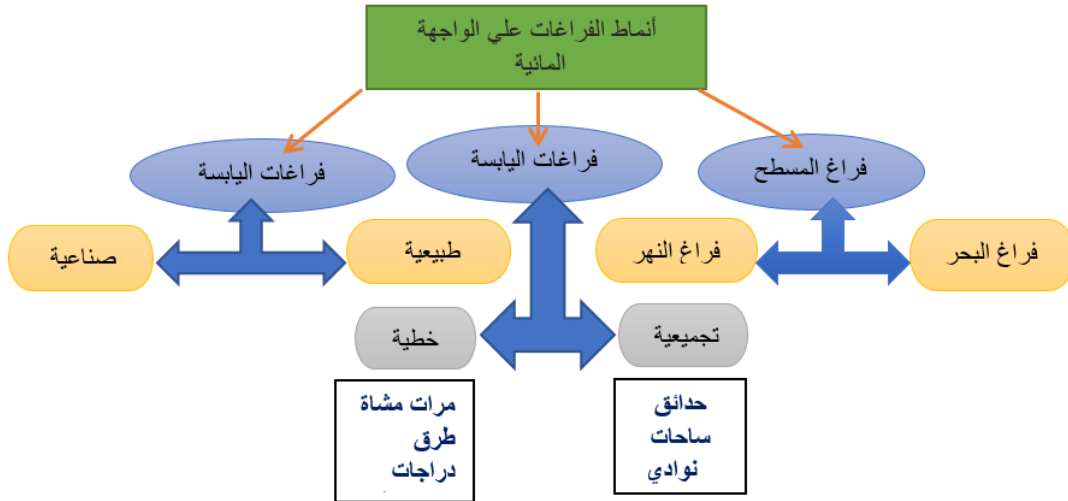 أنماط الفراغات علي الواجهة
المائية
فراغ المسطح
فراغات اليابسة
فراغات اليابسة
فراغ البحر
فراغ النهر
طبيعية
صناعية
تجميعية
خطية
حدائق
ساحات
نوادي
مرات مشاة
طرق
دراجات